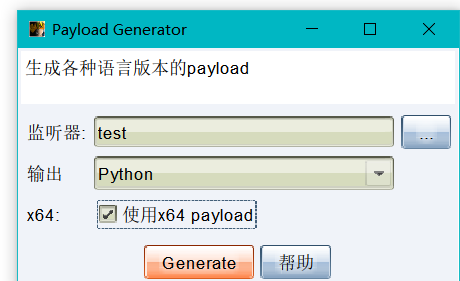 Payload Generator
生成各种语言版本的payload
监听器: test ...
输出 Python
x64: 使用x64 payload
Generate 帮助